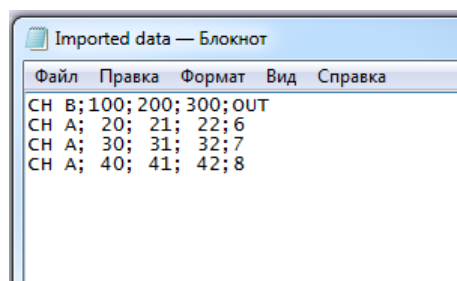 Imported data — Блокнот
Файл Правка Формат Вид Справка
CH B;100;200;300;OUT
CH A; 20; 21; 22;6
CH A; 30; 31; 32;7
CH A; 40; 41; 42;8